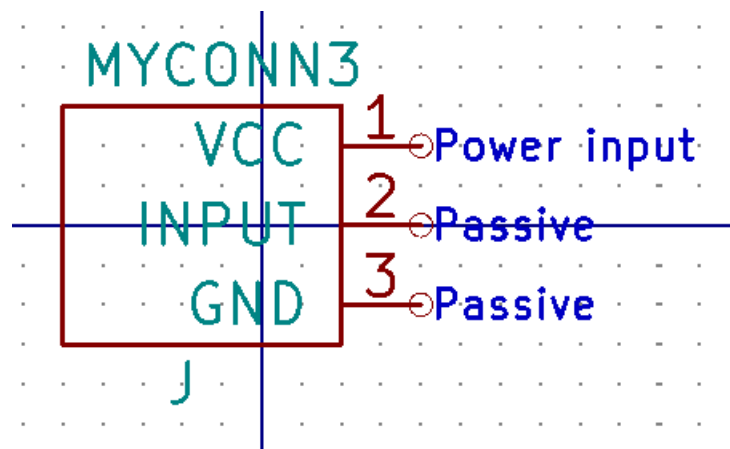 MYCONN3
VCC 1 Power input
INPUT 2 Passive
GND 3 Passive
J